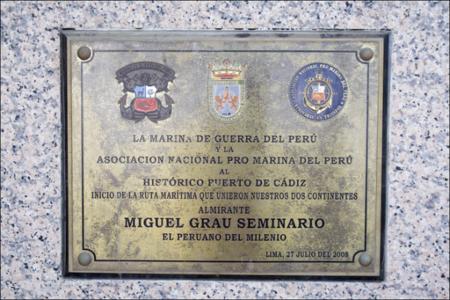 LA MARINA DE GUERRA DEL PERÚ
Y LA
ASOCIACION NACIONAL PRO MARINA DEL PERÚ
AL
HISTÓRICO PUERTO DE CÁDIZ
INICIO DE LA RUTA MARÍTIMA QUE UNIERON NUESTROS DOS CONTINENTES
ALMIRANTE
MIGUEL GRAU SEMINARIO
EL PERUANO DEL MILENIO
LIMA, 27 JULIO DEL 2008